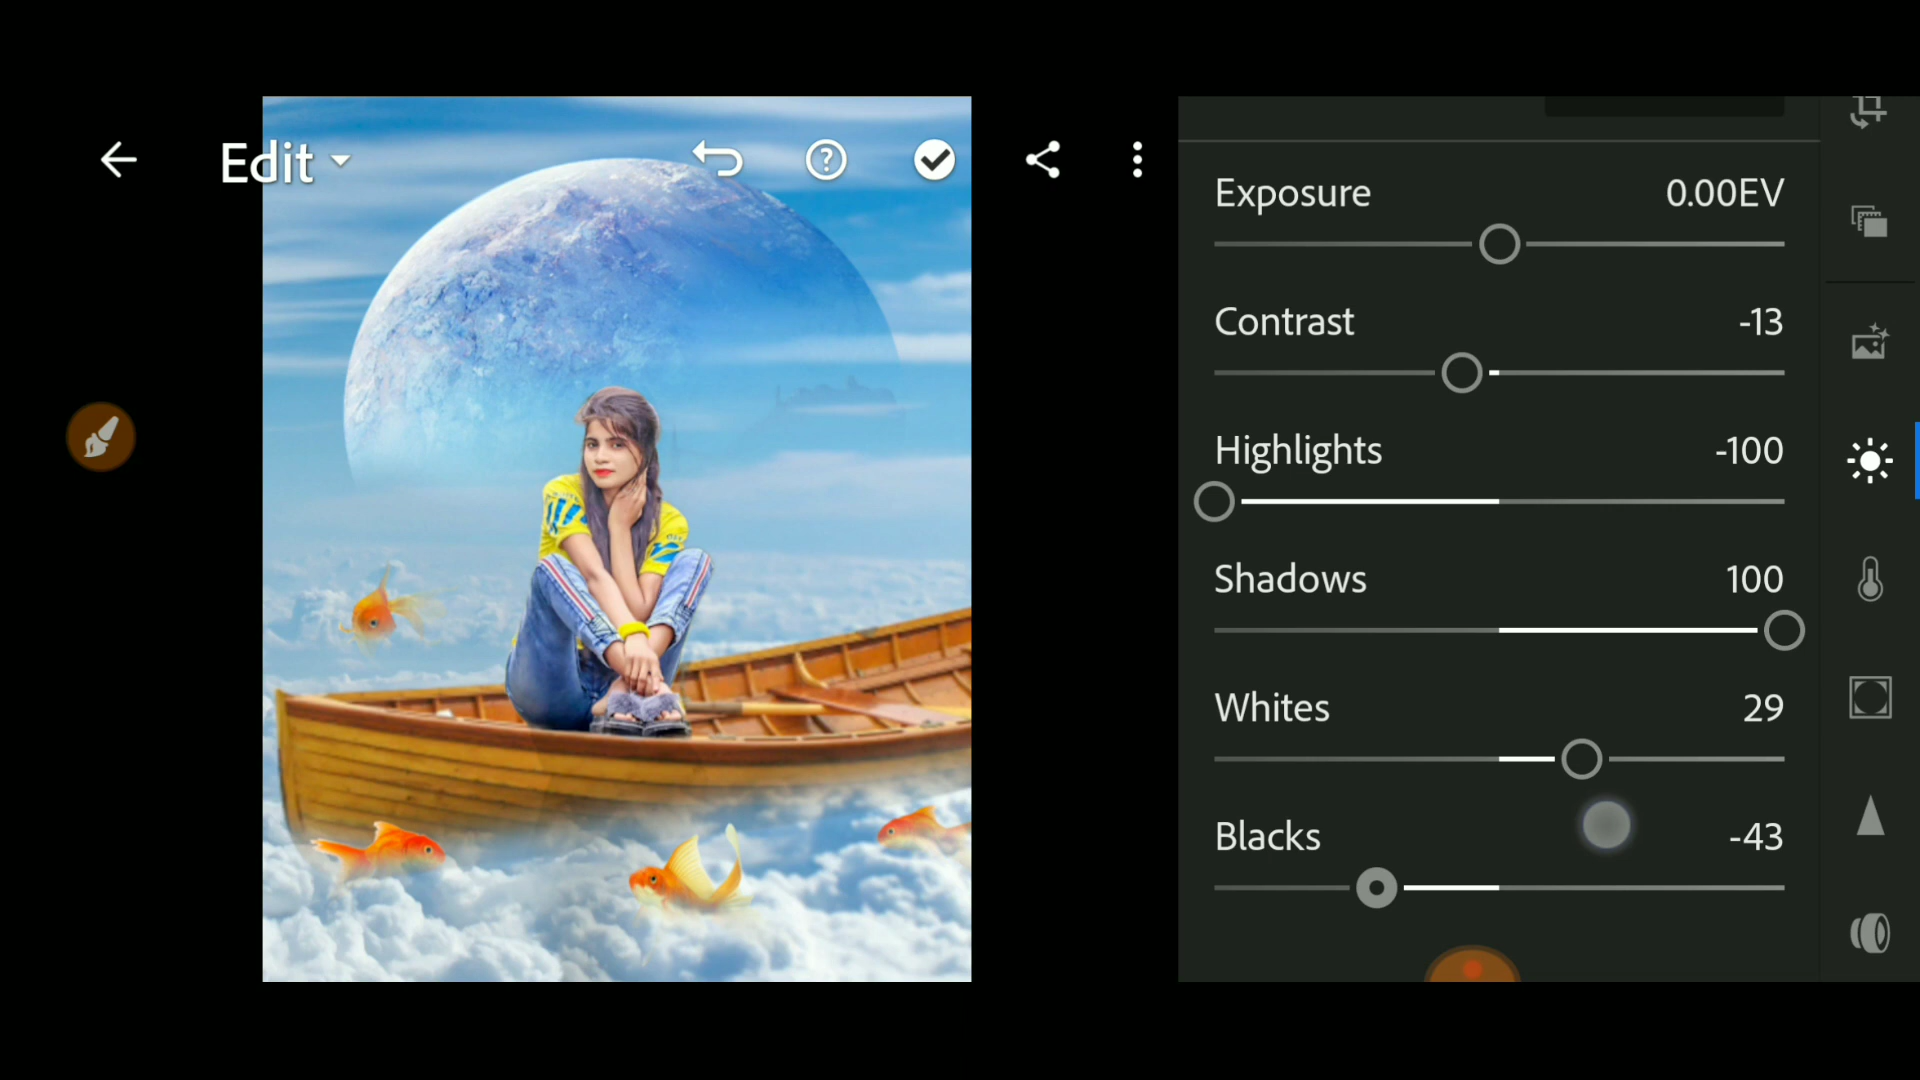 Edit
Exposure 0.00EV
Contrast -13
Highlights -100
Shadows 100
Whites 29
Blacks -43